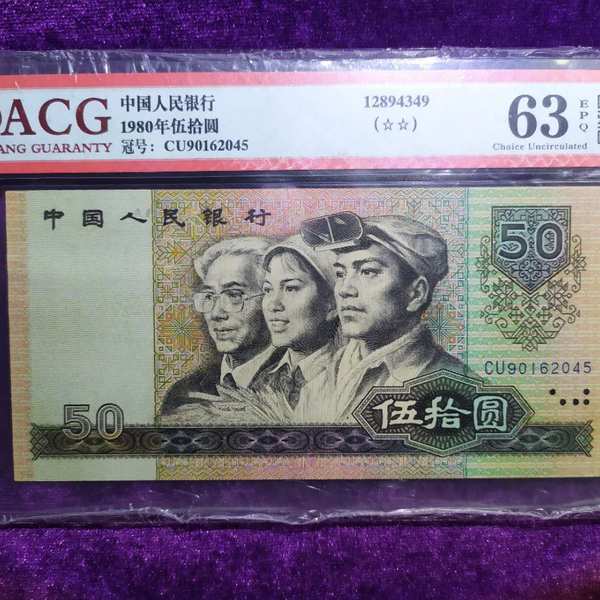 ACG
ANG GUARANTY
中国人民银行
1980年伍拾圆
冠号: CU90162045
12894349
(☆☆)
63
EPQ
Choice Uncirculated
中国人民银行
50
CU90162045
50
伍拾圆